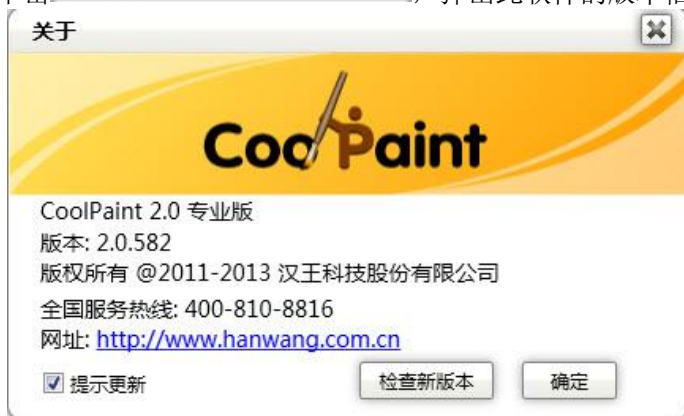 关于
CoolPaint
CoolPaint 2.0 专业版
版本: 2.0.582
版权所有 @2011-2013 汉王科技股份有限公司
全国服务热线: 400-810-8816
网址: http://www.hanwang.com.cn
提示更新 检查新版本 确定